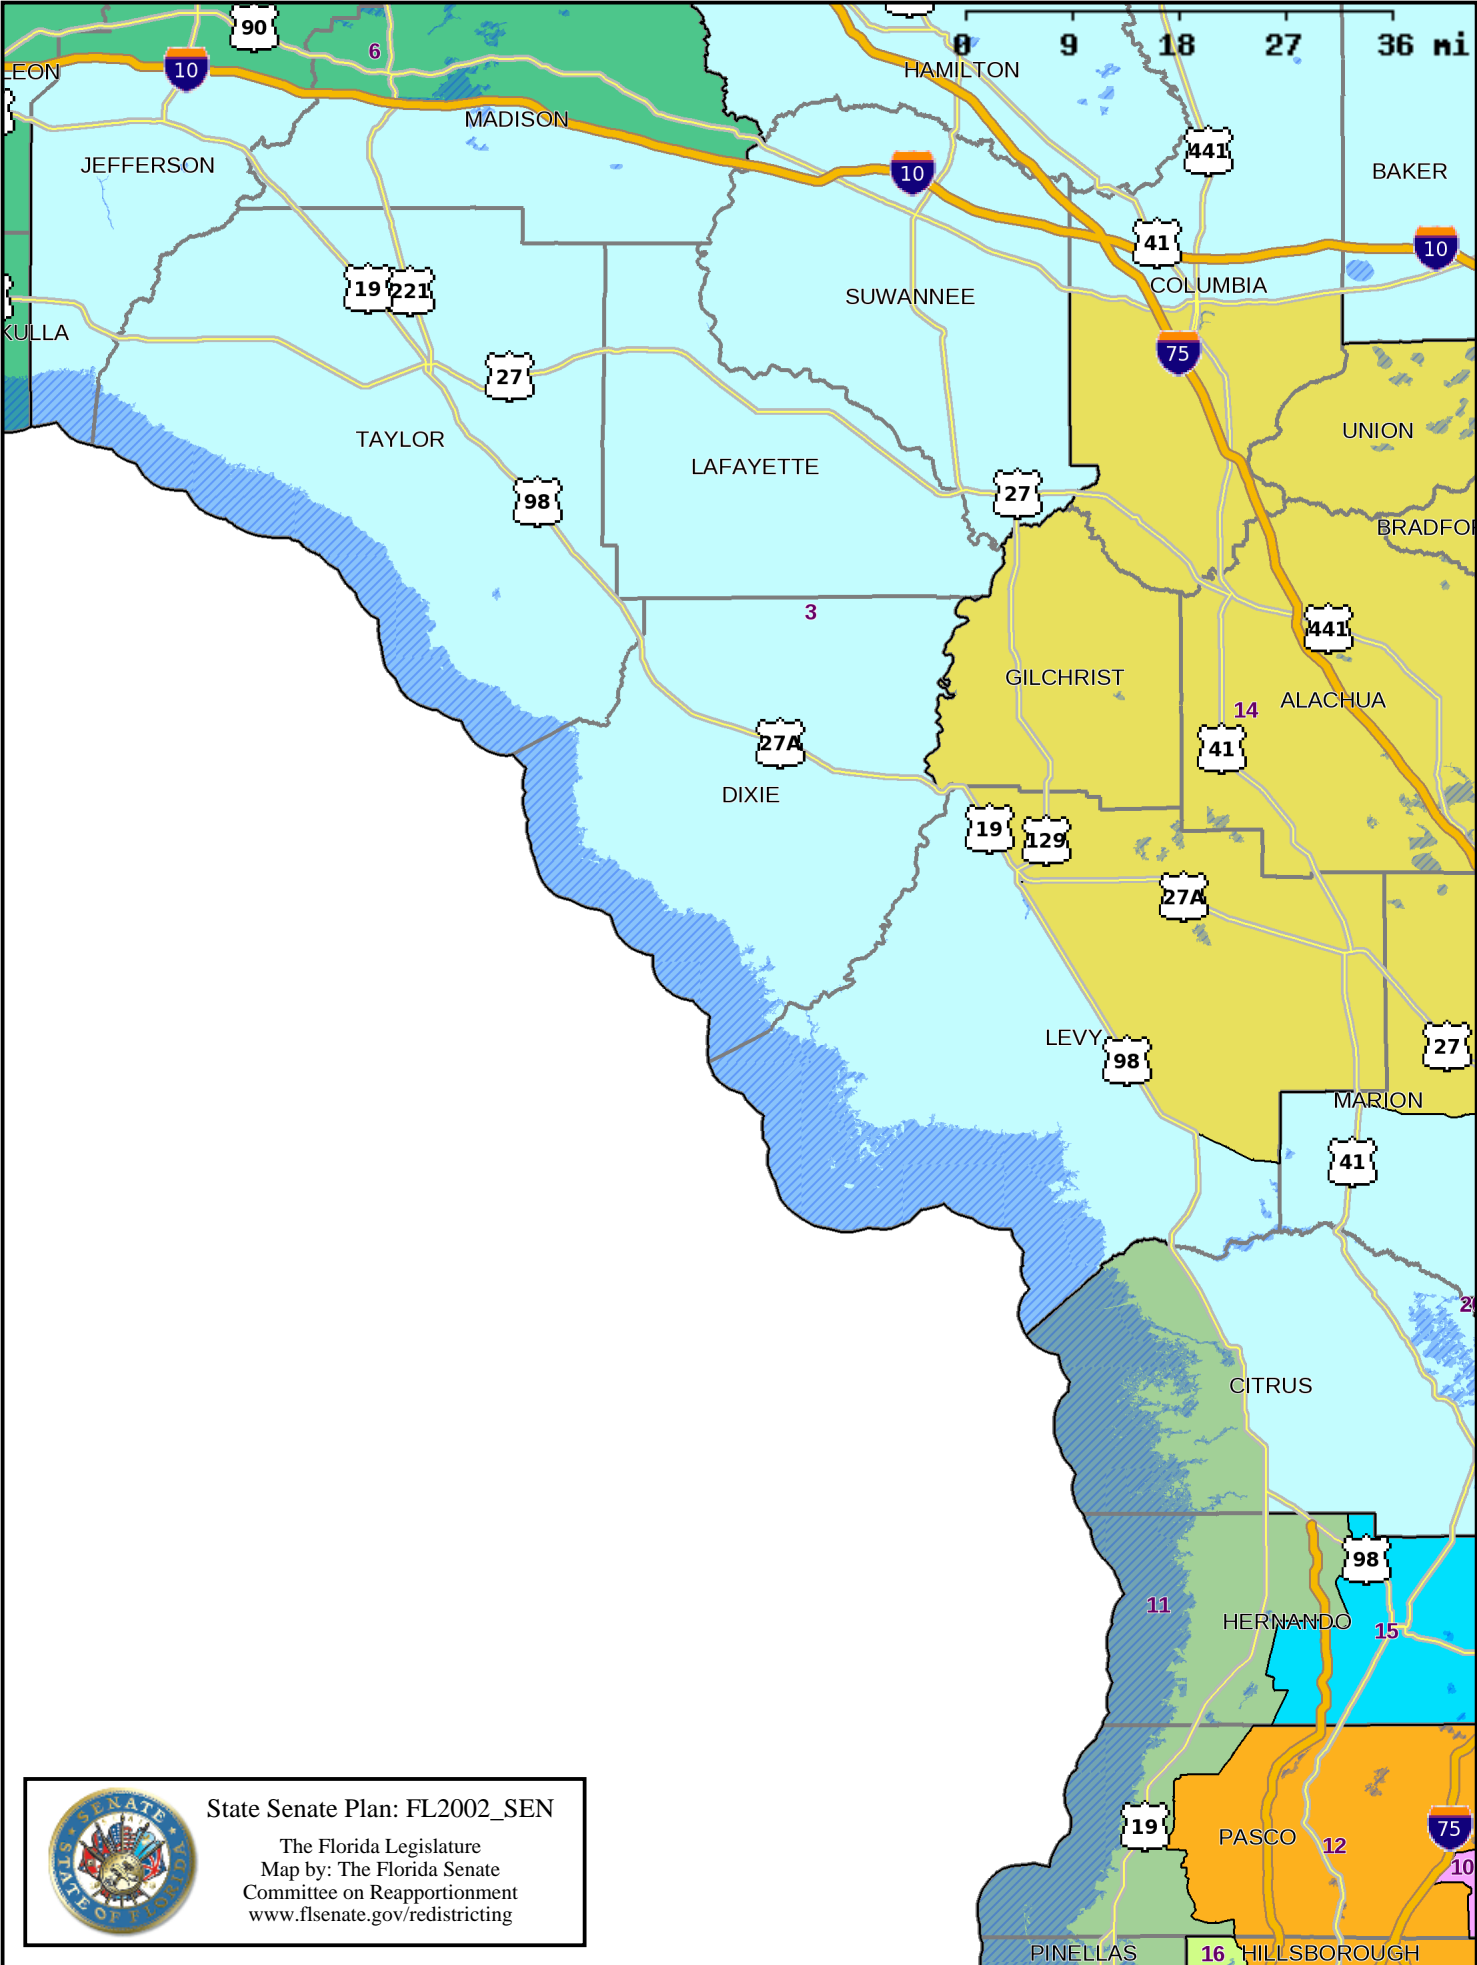 90
6
10
LEON
0 9 18 27 36 mi
HAMILTON
MADISON
JEFFERSON
441
10
BAKER
41
10
COLUMBIA
19
221
SUWANNEE
KULLA
75
27
UNION
TAYLOR
LAFAYETTE
27
98
BRADFO
3
441
GILCHRIST
ALACHUA
14
27A
41
DIXIE
19
129
27A
LEVY
98
27
MARION
41
CITRUS
98
11
HERNANDO
15
19
PASCO
12
75
10
PINELLAS
16
HILLSBOROUGH
SENATE
STATE OF FLORIDA
State Senate Plan: FL2002_SEN
The Florida Legislature
Map by: The Florida Senate
Committee on Reapportionment
www.flsenate.gov/redistricting